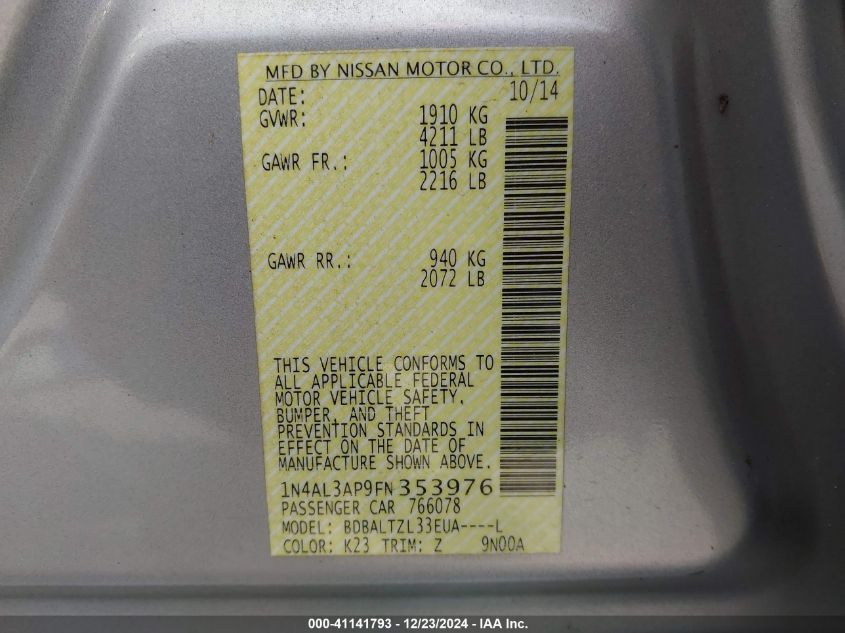 MFD BY NISSAN MOTOR CO., LTD.
DATE: 10/14
GVWR: 1910 KG
4211 LB
GAWR FR.: 1005 KG
2216 LB
GAWR RR.: 940 KG
2072 LB
THIS VEHICLE CONFORMS TO
ALL APPLICABLE FEDERAL
MOTOR VEHICLE SAFETY,
BUMPER, AND THEFT
PREVENTION STANDARDS IN
EFFECT ON THE DATE OF
MANUFACTURE SHOWN ABOVE.
1N4AL3AP9FN353976
PASSENGER CAR 766078
MODEL: BDBALTZL33EUA----L
COLOR: K23 TRIM: Z 9N00A
000-41141793 - 12/23/2024 - IAA Inc.